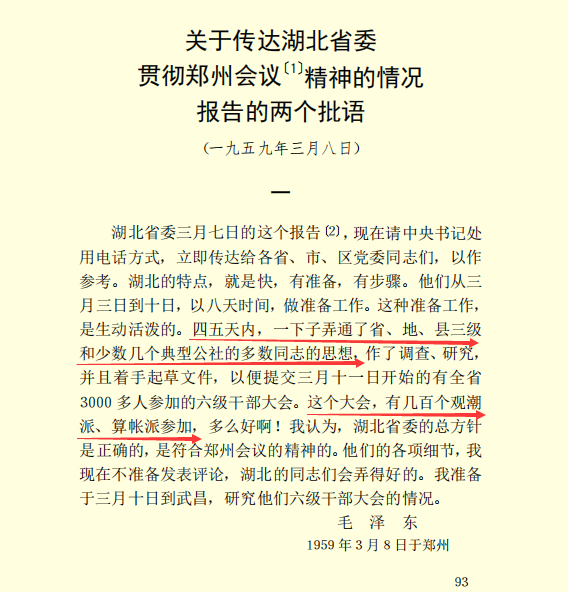 关于传达湖北省委
贯彻郑州会议〔1〕精神的情况
报告的两个批语
（一九五九年三月八日）
一
湖北省委三月七日的这个报告〔2〕，现在请中央书记处
用电话方式，立即传达给各省、市、区党委同志们，以作
参考。湖北的特点，就是快，有准备，有步骤。他们从三
月三日到十日，以八天时间，做准备工作。这种准备工作，
是生动活泼的。四五天内，一下子弄通了省、地、县三级
和少数几个典型公社的多数同志的思想，作了调查、研究，
并且着手起草文件，以便提交三月十一日开始的有全省
3000多人参加的六级干部大会。这个大会，有几百个观潮
派、算帐派参加，多么好啊！我认为，湖北省委的总方针
是正确的，是符合郑州会议的精神的。他们的各项细节，我
现在不准备发表评论，湖北的同志们会弄得好的。我准备
于三月十日到武昌，研究他们六级干部大会的情况。
毛泽东
1959年3月8日于郑州
93